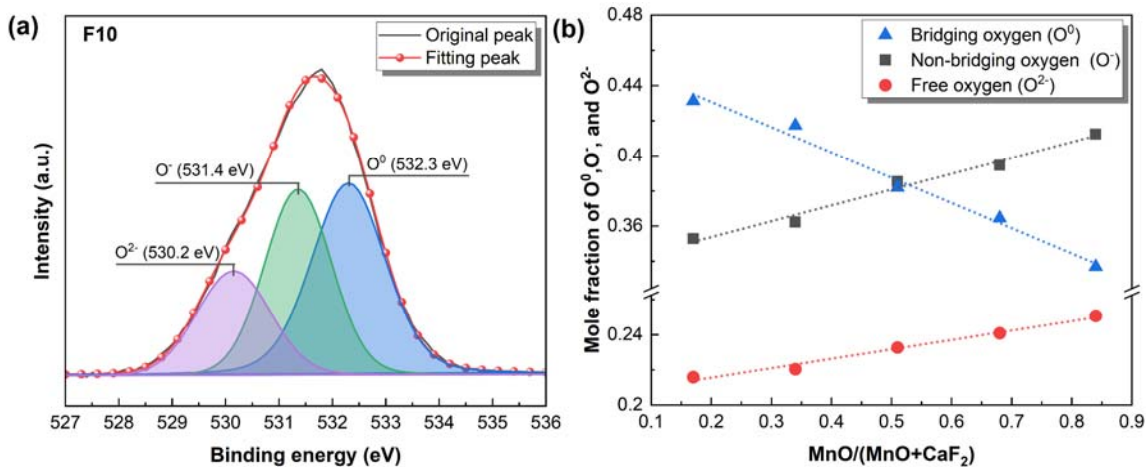 (a)
F10
Original peak
Fitting peak
O⁰ (532.3 eV)
O⁻ (531.4 eV)
O²⁻ (530.2 eV)
Intensity (a.u.)
527 528 529 530 531 532 533 534 535 536
Binding energy (eV)
(b)
Bridging oxygen (O⁰)
Non-bridging oxygen (O⁻)
Free oxygen (O²⁻)
Mole fraction of O⁰,O⁻, and O²⁻
0.48
0.44
0.4
0.36
0.24
0.2
0.1 0.2 0.3 0.4 0.5 0.6 0.7 0.8 0.9
MnO/(MnO+CaF₂)